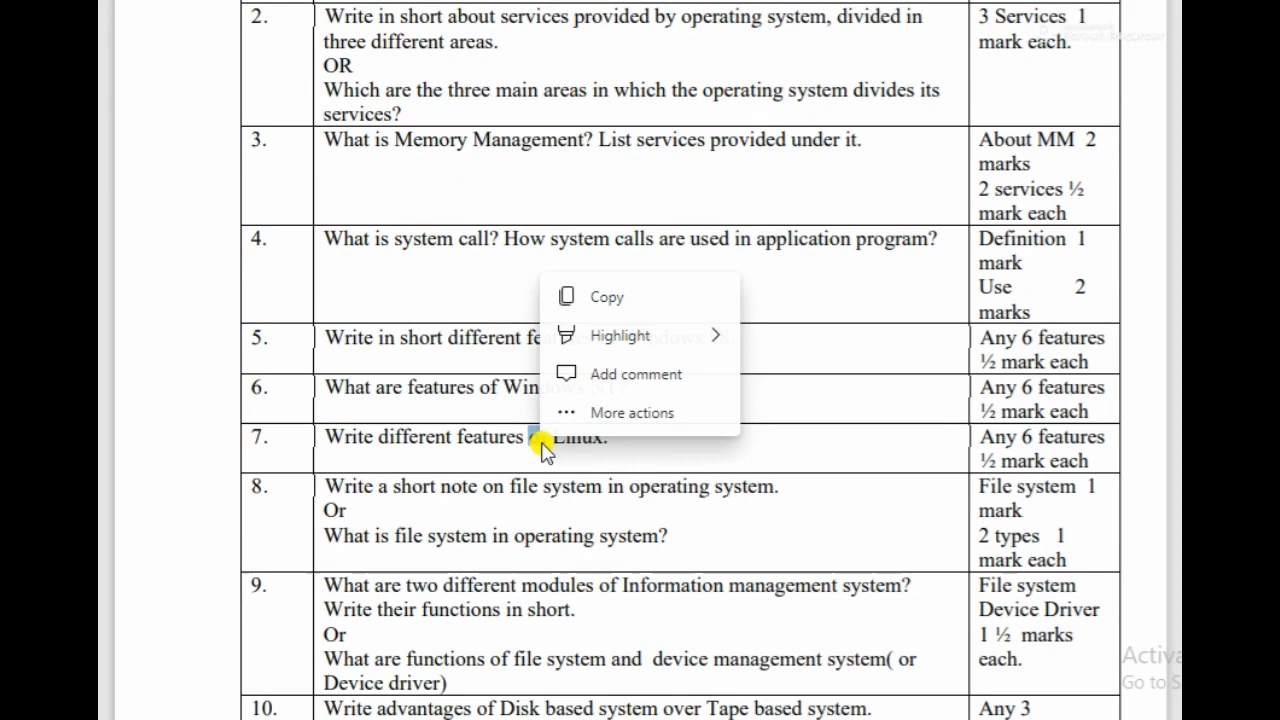 2. Write in short about services provided by operating system, divided in 3 Services 1
three different areas. mark each.
OR
Which are the three main areas in which the operating system divides its
services?
3. What is Memory Management? List services provided under it. About MM 2
marks
2 services ½
mark each
4. What is system call? How system calls are used in application program? Definition 1
mark
Use 2
marks
Copy
Highlight
Add comment
More actions
5. Write in short different Any 6 features
½ mark each
6. What are features of Any 6 features
½ mark each
7. Write different features Linux. Any 6 features
½ mark each
8. Write a short note on file system in operating system. File system 1
Or mark
What is file system in operating system? 2 types 1
mark each
9. What are two different modules of Information management system? File system
Write their functions in short. Device Driver
Or 1 ½ marks
What are functions of file system and device management system( or each.
Device driver)
10. Write advantages of Disk based system over Tape based system. Any 3
Activa
Go to S